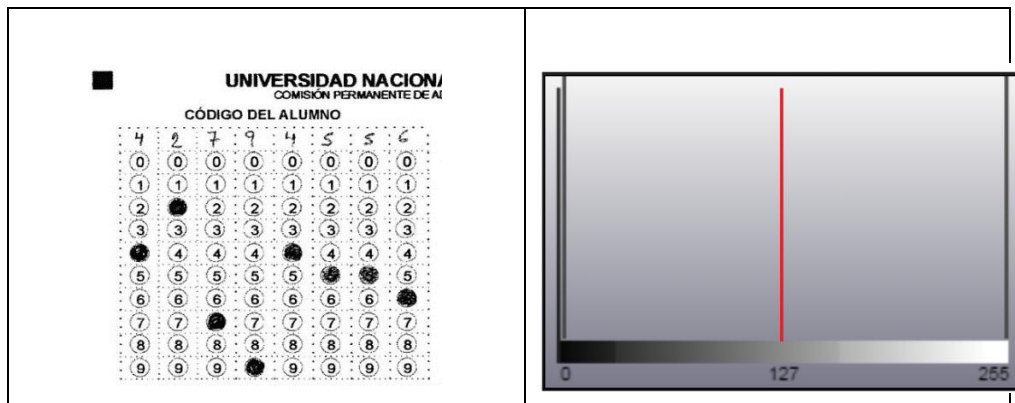 UNIVERSIDAD NACION
COMISIÓN PERMANENTE DE A
CÓDIGO DEL ALUMNO
4 2 7 9 4 5 5 6
0 0 0 0 0 0 0 0
1 1 1 1 1 1 1 1
2 2 2 2 2 2 2
3 3 3 3 3 3 3 3
4 4 4 4 4 4
5 5 5 5 5 5
6 6 6 6 6 6 6
7 7 7 7 7 7 7
8 8 8 8 8 8 8 8
9 9 9 9 9 9 9
0 127 255